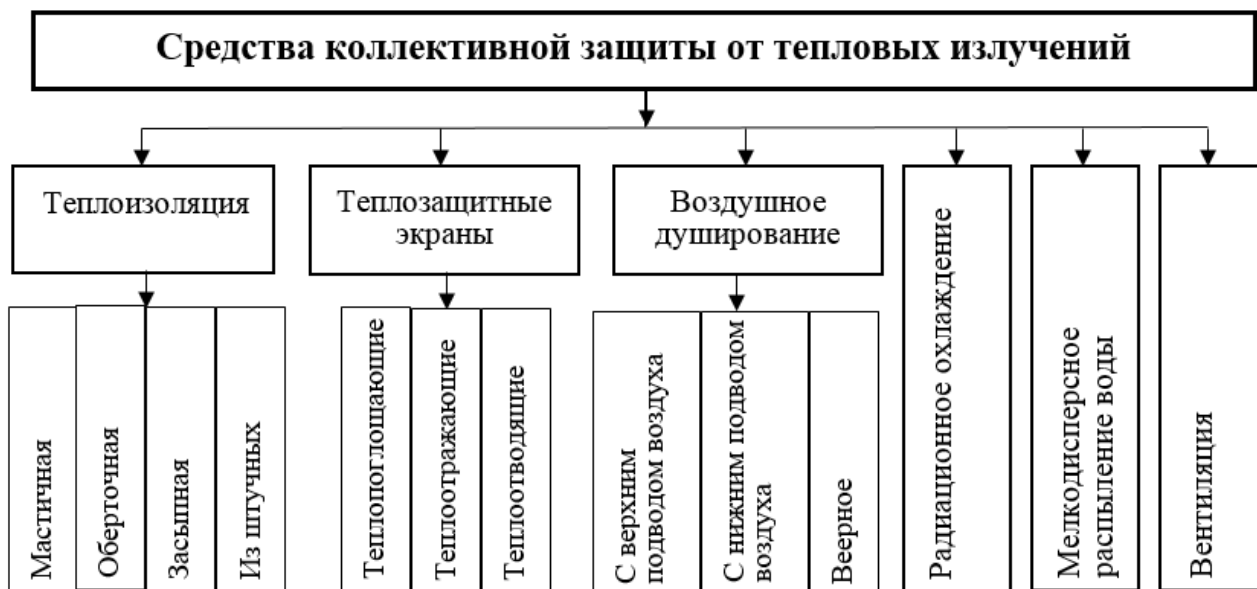 Средства коллективной защиты от тепловых излучений
Теплоизоляция
Теплозащитные
экраны
Воздушное
душирование
Радиационное охлаждение
Мелкодисперсное
распыление воды
Вентиляция
Мастичная
Оберточная
Засыпная
Из штучных
Теплопоглощающие
Теплоотражающие
Теплоотводящие
С верхним
подводом воздуха
С нижним подводом
воздуха
Веерное